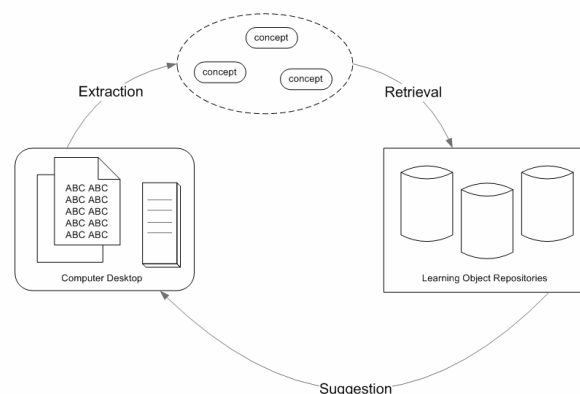 concept
concept
concept
Extraction
Retrieval
ABC ABC
ABC ABC
ABC ABC
ABC ABC
ABC ABC
Computer Desktop
Learning Object Repositories
Suggestion